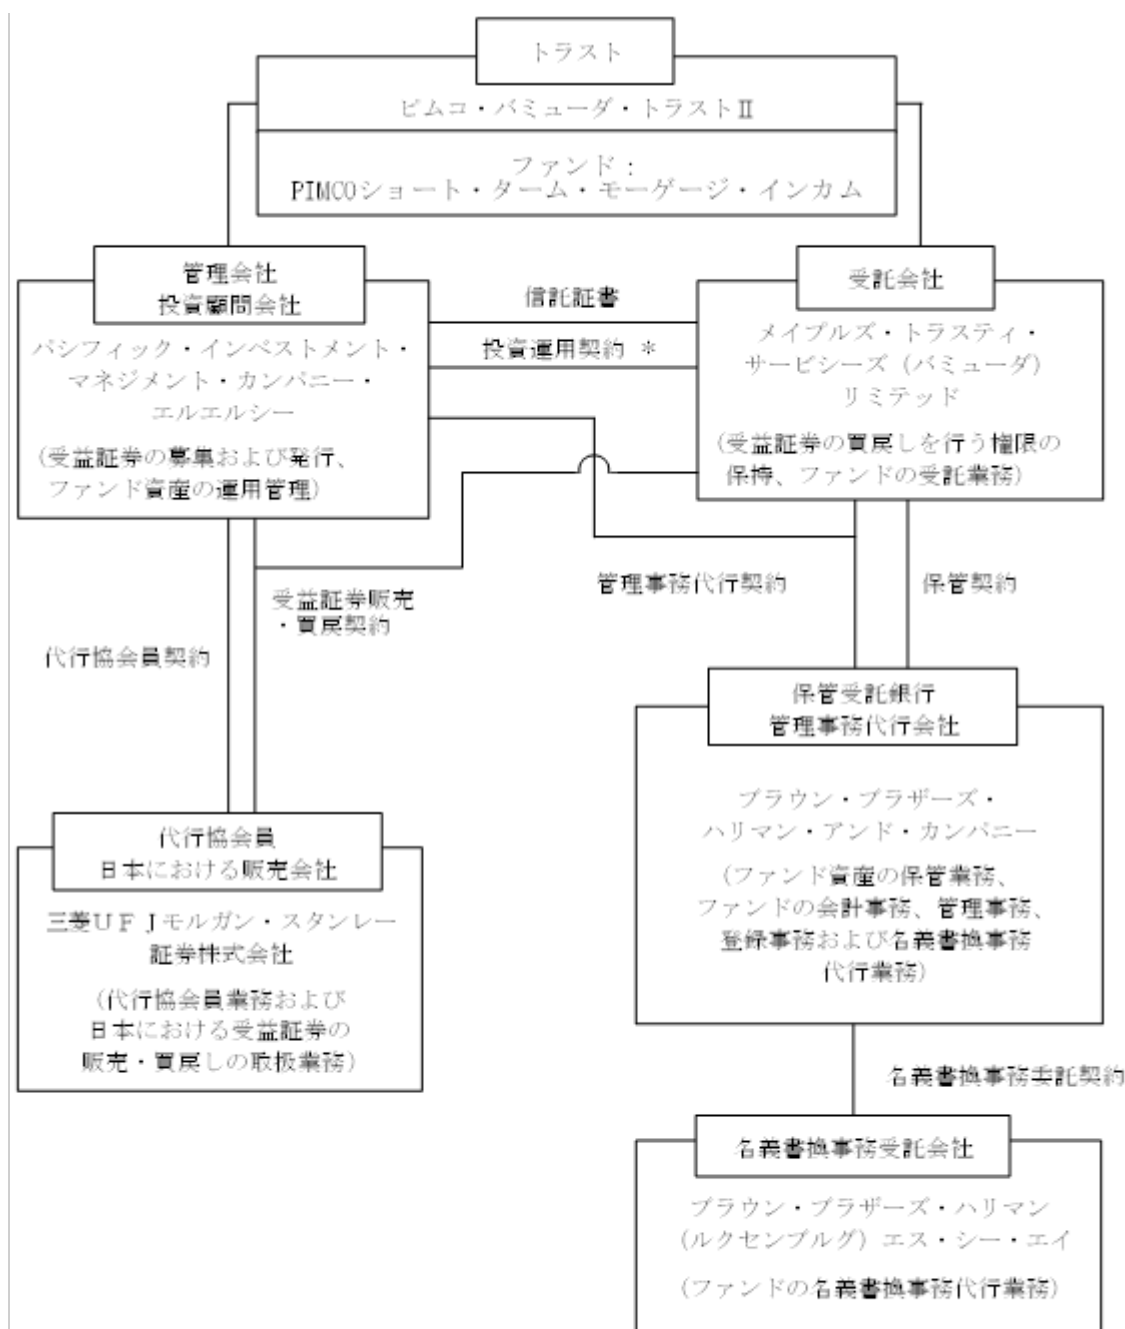 トラスト
ピムコ・バミューダ・トラストⅡ
ファンド：
PIMCOショート・ターム・モーゲージ・インカム
管理会社
投資顧問会社
パシフィック・インベストメント・
マネジメント・カンパニー・
エルエルシー
（受益証券の募集および発行、
ファンド資産の運用管理）
信託証書
投資運用契約 ＊
受託会社
メイプルズ・トラスティ・
サービシーズ（バミューダ）
リミテッド
（受益証券の買戻しを行う権限の
保持、ファンドの受託業務）
代行協会員契約
受益証券販売
・買戻契約
管理事務代行契約
保管契約
代行協会員
日本における販売会社
三菱ＵＦＪモルガン・スタンレー
証券株式会社
（代行協会員業務および
日本における受益証券の
販売・買戻しの取扱業務）
保管受託銀行
管理事務代行会社
ブラウン・ブラザーズ・
ハリマン・アンド・カンパニー
（ファンド資産の保管業務、
ファンドの会計事務、管理事務、
登録事務および名義書換事務
代行業務）
名義書換事務委託契約
名義書換事務受託会社
ブラウン・ブラザーズ・ハリマン
（ルクセンブルグ）エス・シー・エイ
（ファンドの名義書換事務代行業務）